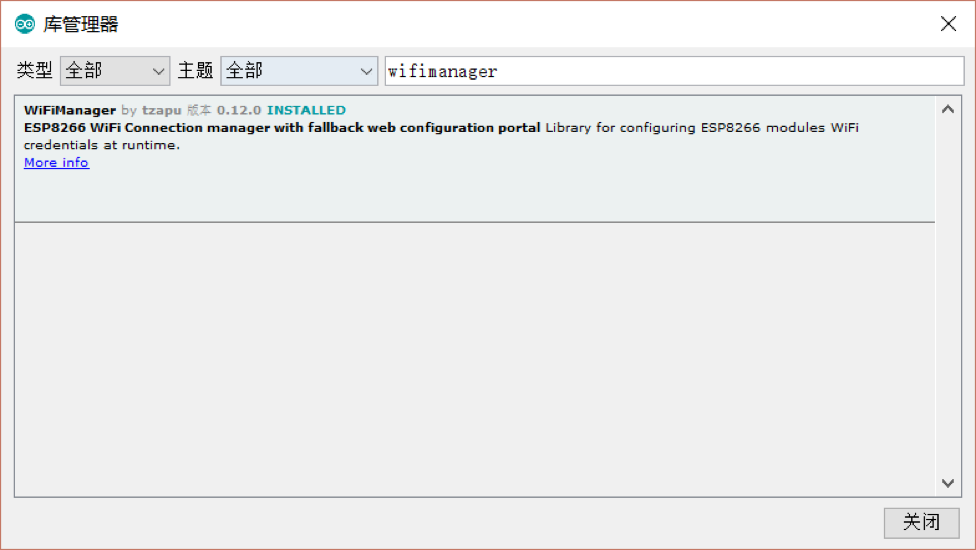 库管理器
类型 全部 主题 全部 wifimanager
WiFiManager by tzapu 版本 0.12.0 INSTALLED
ESP8266 WiFi Connection manager with fallback web configuration portal Library for configuring ESP8266 modules WiFi
credentials at runtime.
More info
关闭